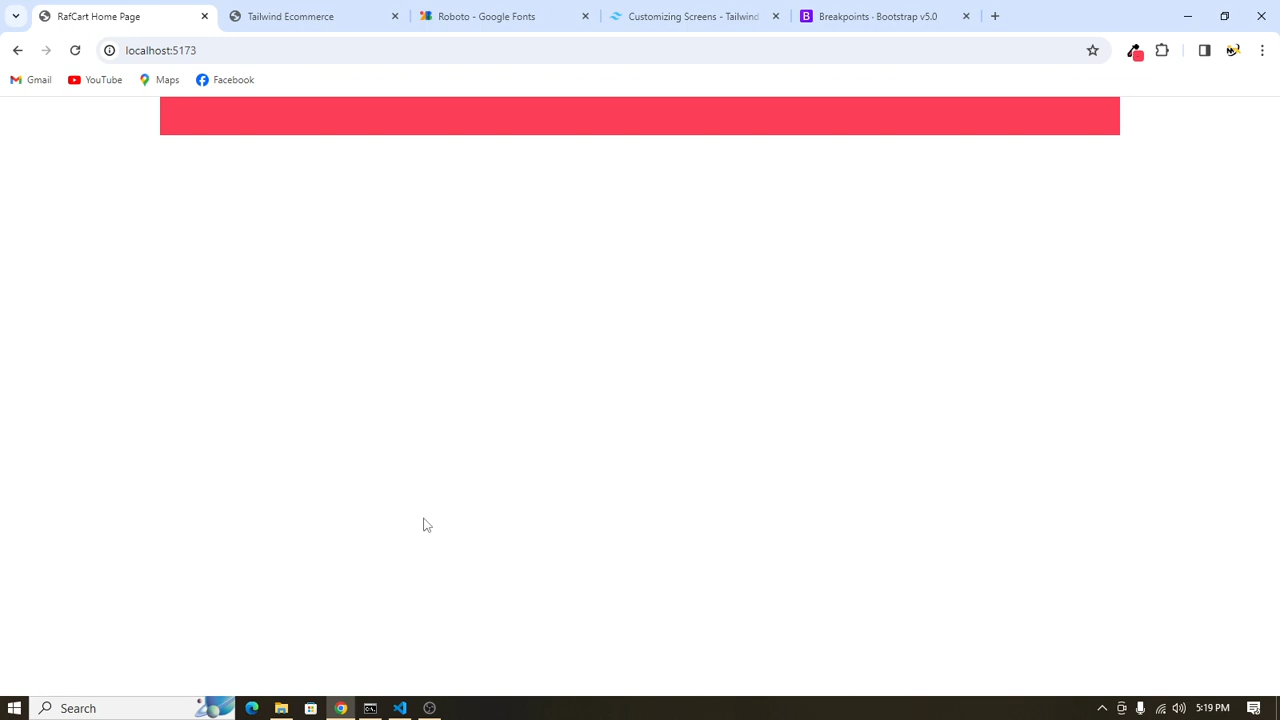 RafCart Home Page
Tailwind Ecommerce
Roboto - Google Fonts
Customizing Screens - Tailwind
Breakpoints · Bootstrap v5.0
localhost:5173
Gmail
YouTube
Maps
Facebook
Search
5:19 PM